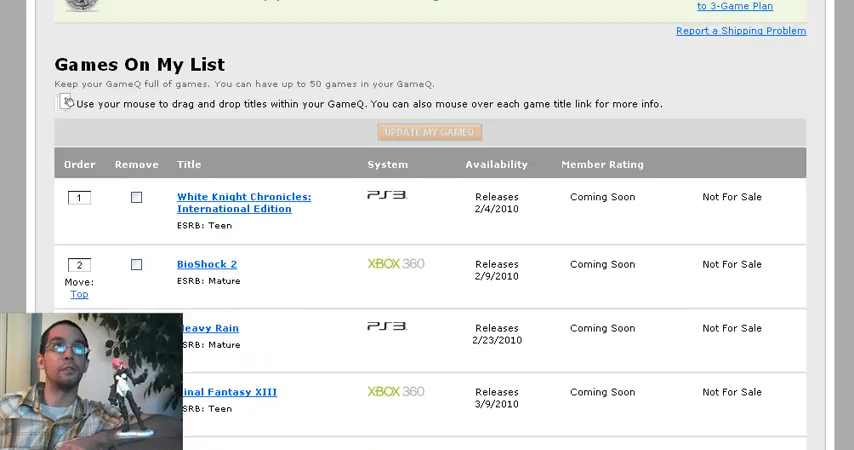 to 3-Game Plan
Report a Shipping Problem
Games On My List
Keep your GameQ full of games. You can have up to 50 games in your GameQ.
Use your mouse to drag and drop titles within your GameQ. You can also mouse over each game title link for more info.
UPDATE MY GAMEQ
Order Remove Title System Availability Member Rating
1 White Knight Chronicles: International Edition PS3 Releases 2/4/2010 Coming Soon Not For Sale
ESRB: Teen
2 BioShock 2 XBOX 360 Releases 2/9/2010 Coming Soon Not For Sale
Move: ESRB: Mature
Top
Heavy Rain PS3 Releases 2/23/2010 Coming Soon Not For Sale
SRB: Mature
inal Fantasy XIII XBOX 360 Releases 3/9/2010 Coming Soon Not For Sale
SRB: Teen